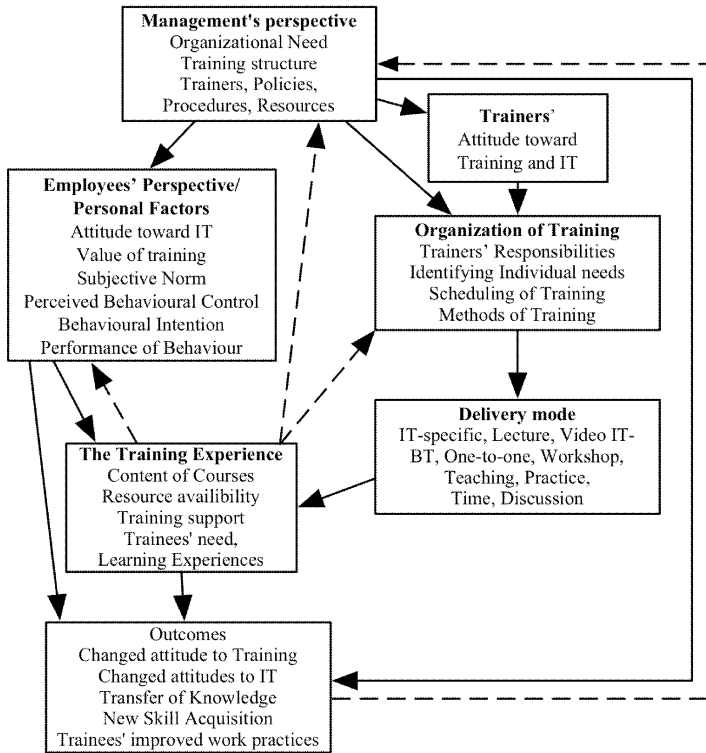 Management's perspective
Organizational Need
Training structure
Trainers, Policies,
Procedures, Resources
Trainers'
Attitude toward
Training and IT
Employees' Perspective/
Personal Factors
Attitude toward IT
Value of training
Subjective Norm
Perceived Behavioural Control
Behavioural Intention
Performance of Behaviour
Organization of Training
Trainers' Responsibilities
Identifying Individual needs
Scheduling of Training
Methods of Training
Delivery mode
IT-specific, Lecture, Video IT-
BT, One-to-one, Workshop,
Teaching, Practice,
Time, Discussion
The Training Experience
Content of Courses
Resource availibility
Training support
Trainees' need,
Learning Experiences
Outcomes
Changed attitude to Training
Changed attitudes to IT
Transfer of Knowledge
New Skill Acquisition
Trainees' improved work practices